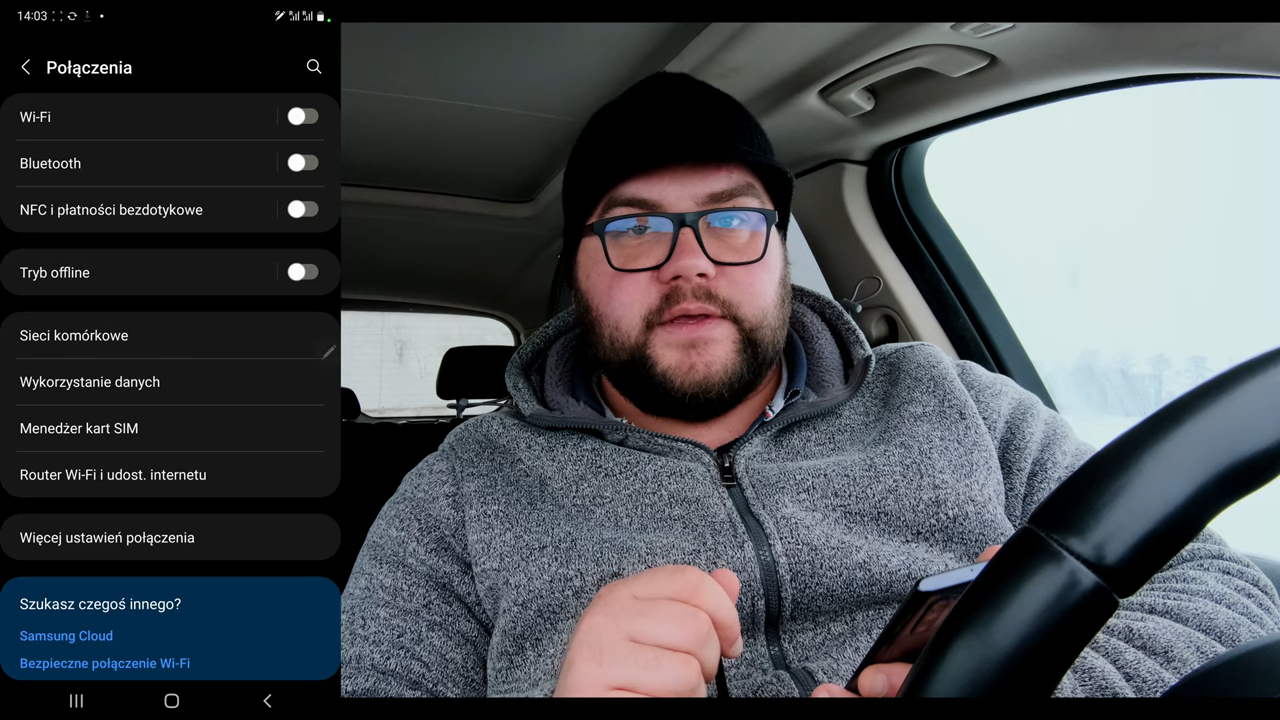 14:03
Połączenia
Wi-Fi
Bluetooth
NFC i płatności bezdotykowe
Tryb offline
Sieci komórkowe
Wykorzystanie danych
Menedżer kart SIM
Router Wi-Fi i udost. internetu
Więcej ustawień połączenia
Szukasz czegoś innego?
Samsung Cloud
Bezpieczne połączenie Wi-Fi